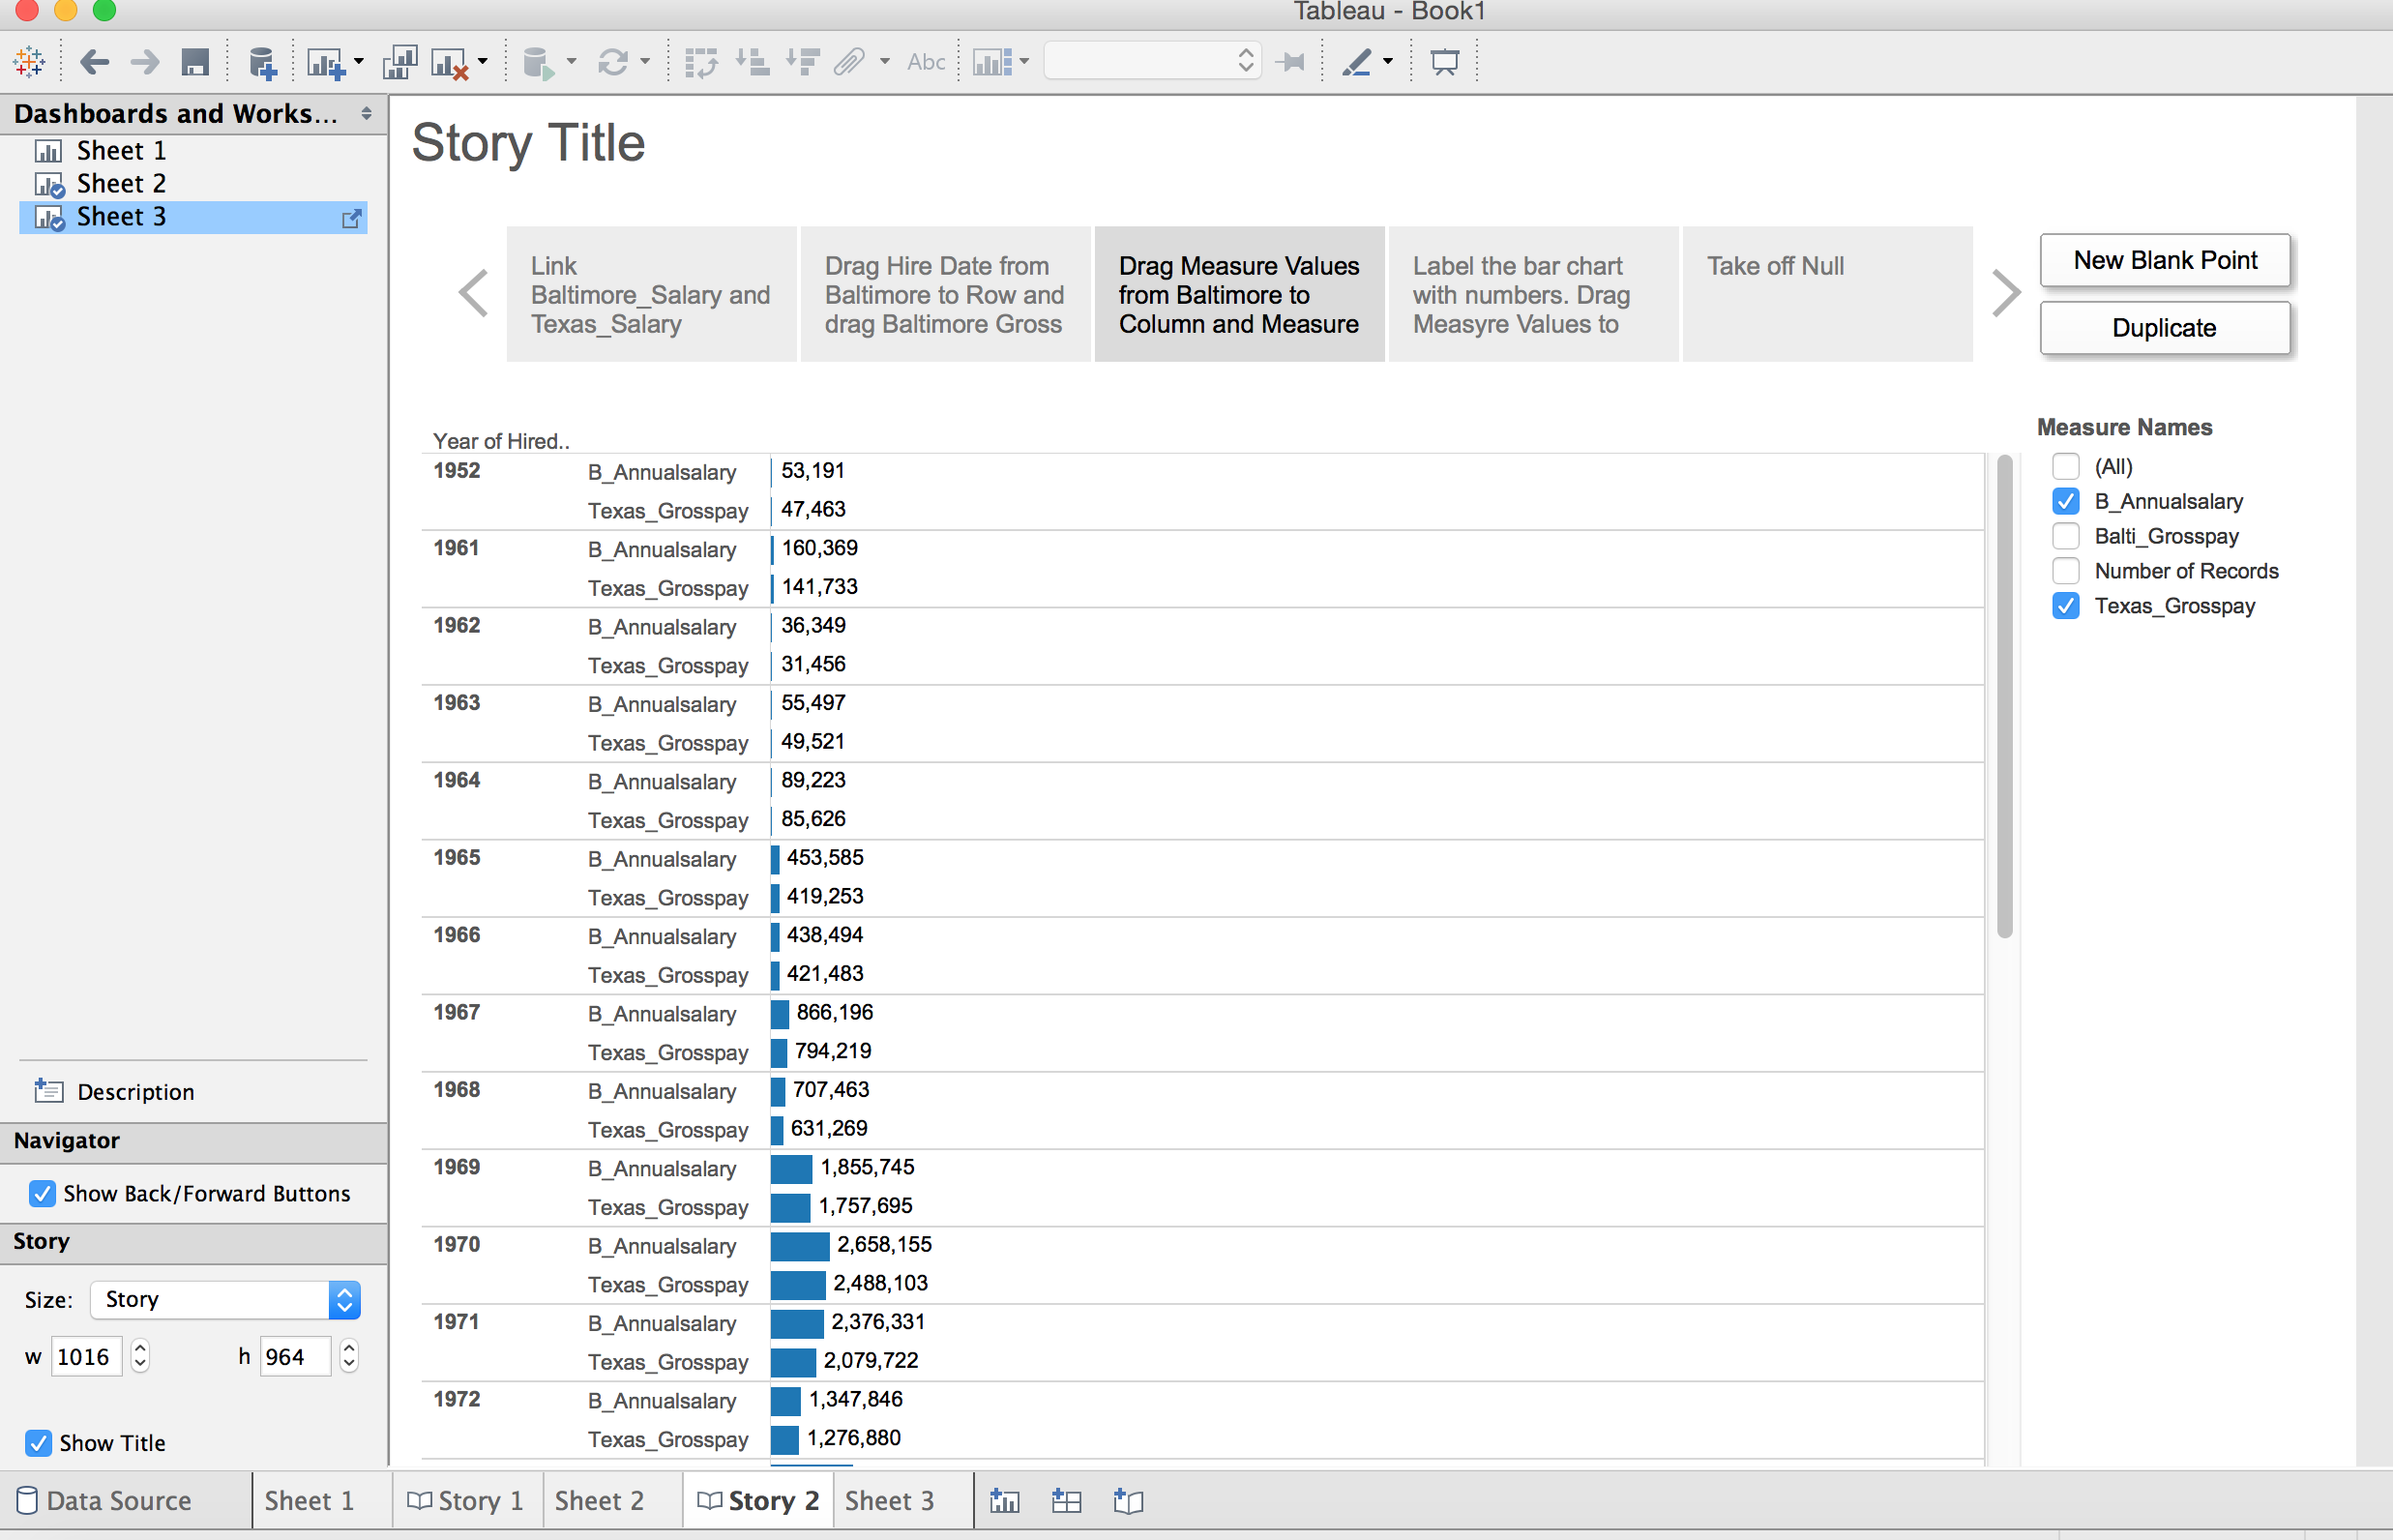 Tableau - Book1
Abc
Dashboards and Works...
Sheet 1
Sheet 2
Sheet 3
Description
Navigator
Show Back/Forward Buttons
Story
Size: Story
w 1016 h 964
Show Title
Story Title
Link
Baltimore_Salary and
Texas_Salary
Drag Hire Date from
Baltimore to Row and
drag Baltimore Gross
Drag Measure Values
from Baltimore to
Column and Measure
Label the bar chart
with numbers. Drag
Measyre Values to
Take off Null
New Blank Point
Duplicate
Year of Hired..
1952 B_Annualsalary 53,191
Texas_Grosspay 47,463
1961 B_Annualsalary 160,369
Texas_Grosspay 141,733
1962 B_Annualsalary 36,349
Texas_Grosspay 31,456
1963 B_Annualsalary 55,497
Texas_Grosspay 49,521
1964 B_Annualsalary 89,223
Texas_Grosspay 85,626
1965 B_Annualsalary 453,585
Texas_Grosspay 419,253
1966 B_Annualsalary 438,494
Texas_Grosspay 421,483
1967 B_Annualsalary 866,196
Texas_Grosspay 794,219
1968 B_Annualsalary 707,463
Texas_Grosspay 631,269
1969 B_Annualsalary 1,855,745
Texas_Grosspay 1,757,695
1970 B_Annualsalary 2,658,155
Texas_Grosspay 2,488,103
1971 B_Annualsalary 2,376,331
Texas_Grosspay 2,079,722
1972 B_Annualsalary 1,347,846
Texas_Grosspay 1,276,880
Measure Names
(All)
B_Annualsalary
Balti_Grosspay
Number of Records
Texas_Grosspay
Data Source Sheet 1 Story 1 Sheet 2 Story 2 Sheet 3